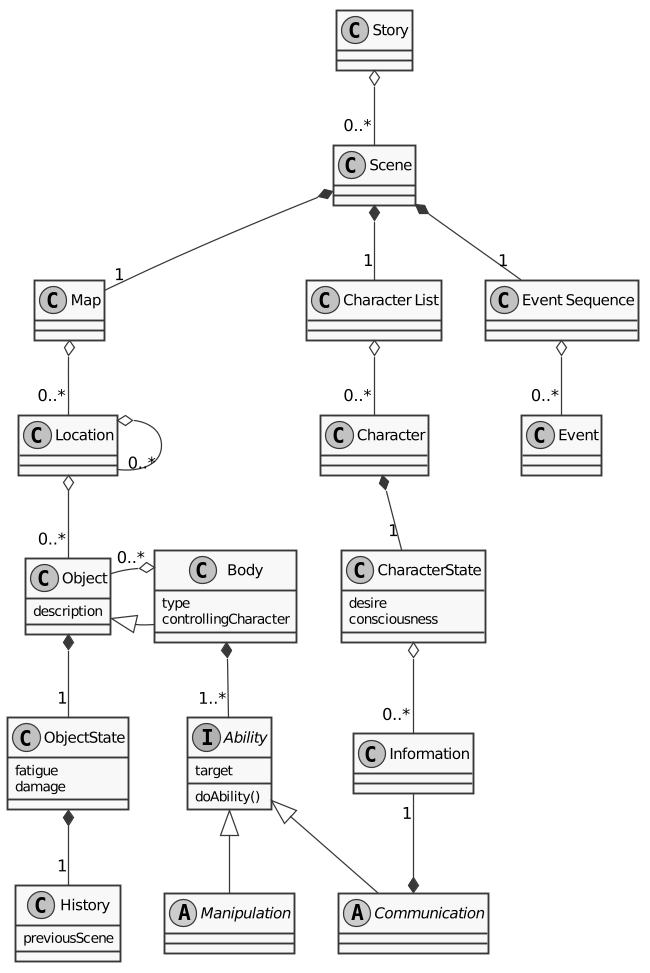 C Story
0..*
C Scene
1
1
1
C Map
C Character List
C Event Sequence
0..*
0..*
0..*
C Location
0..*
C Character
C Event
0..*
1
C Object
description
0..*
C Body
type
controllingCharacter
C CharacterState
desire
consciousness
1
1..*
0..*
C ObjectState
fatigue
damage
I Ability
target
doAbility()
C Information
1
1
C History
previousScene
A Manipulation
A Communication